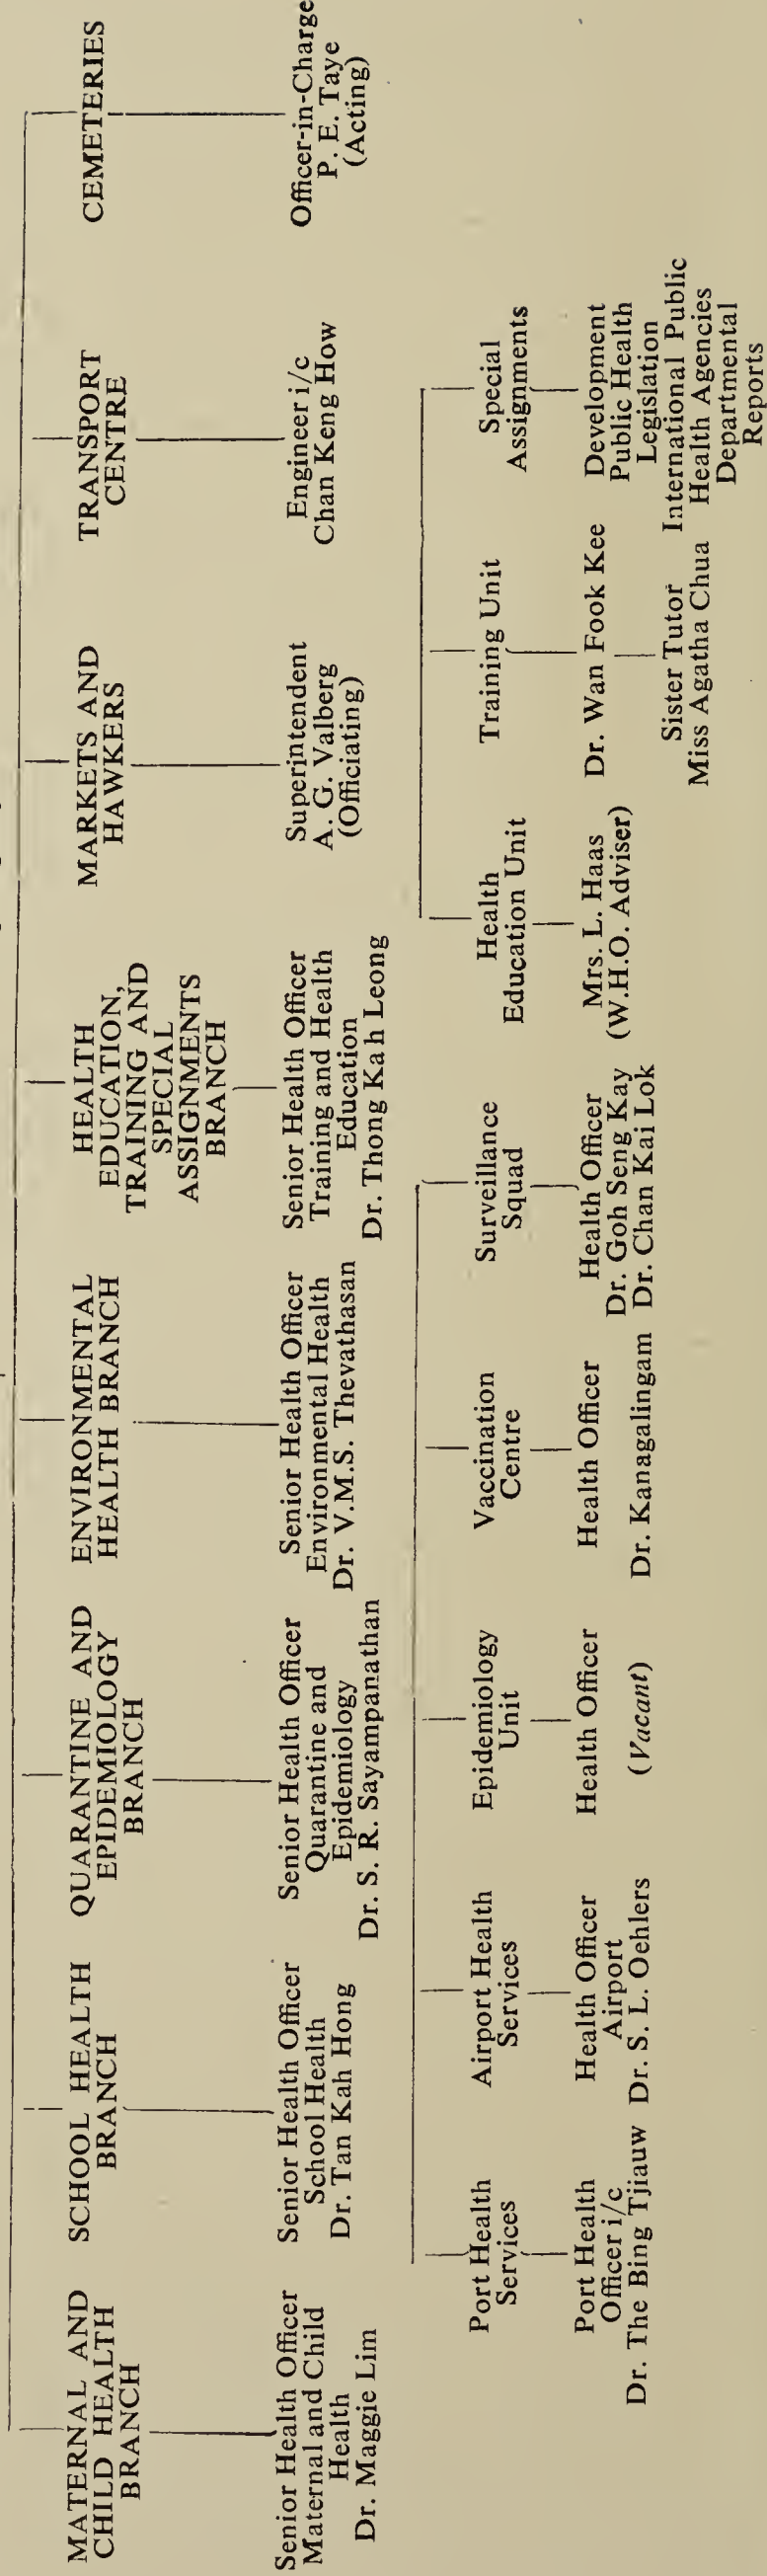 MATERNAL AND
CHILD HEALTH
BRANCH
SCHOOL HEALTH
BRANCH
QUARANTINE AND
EPIDEMIOLOGY
BRANCH
ENVIRONMENTAL
HEALTH BRANCH
HEALTH
EDUCATION,
TRAINING AND
SPECIAL
ASSIGNMENTS
BRANCH
MARKETS AND
HAWKERS
TRANSPORT
CENTRE
CEMETERIES
Senior Health Officer
Maternal and Child
Health
Dr. Maggie Lim
Senior Health Officer
School Health
Dr. Tan Kah Hong
Senior Health Officer
Quarantine and
Epidemiology
Dr. S. R. Sayampanathan
Senior Health Officer
Environmental Health
Dr. V.M.S. Thevathasan
Senior Health Officer
Training and Health
Education
Dr. Thong Kah Leong
Superintendent
A. G. Valberg
(Officiating)
Engineer i/c
Chan Keng How
Officer-in-Charge
P. E. Taye
(Acting)
Port Health
Services
Airport Health
Services
Epidemiology
Unit
Vaccination
Centre
Surveillance
Squad
Health
Education Unit
Training Unit
Special
Assignments
Port Health
Officer i/c
Dr. The Bing Tjiauw
Health Officer
Airport
Dr. S. L. Oehlers
Health Officer
(Vacant)
Health Officer
Dr. Kanagalingam
Health Officer
Dr. Goh Seng Kay
Dr. Chan Kai Lok
Mrs. L. Haas
(W.H.O. Adviser)
Dr. Wan Fook Kee
Sister Tutor
Miss Agatha Chua
Development
Public Health
Legislation
International Public
Health Agencies
Departmental
Reports